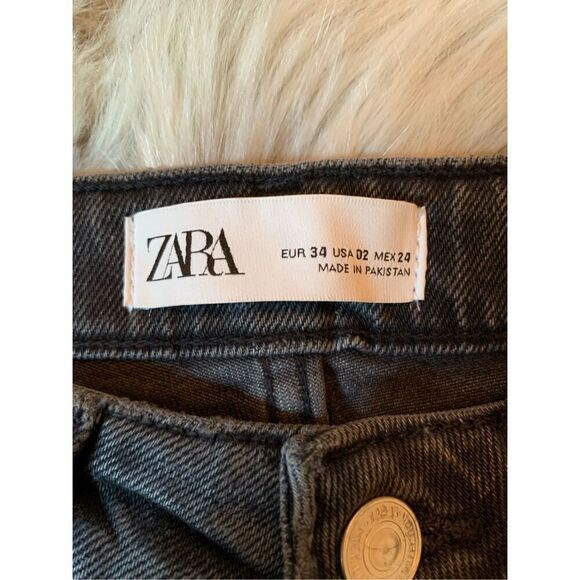 ZARA
EUR 34 USA 02 MEX 24
MADE IN PAKISTAN